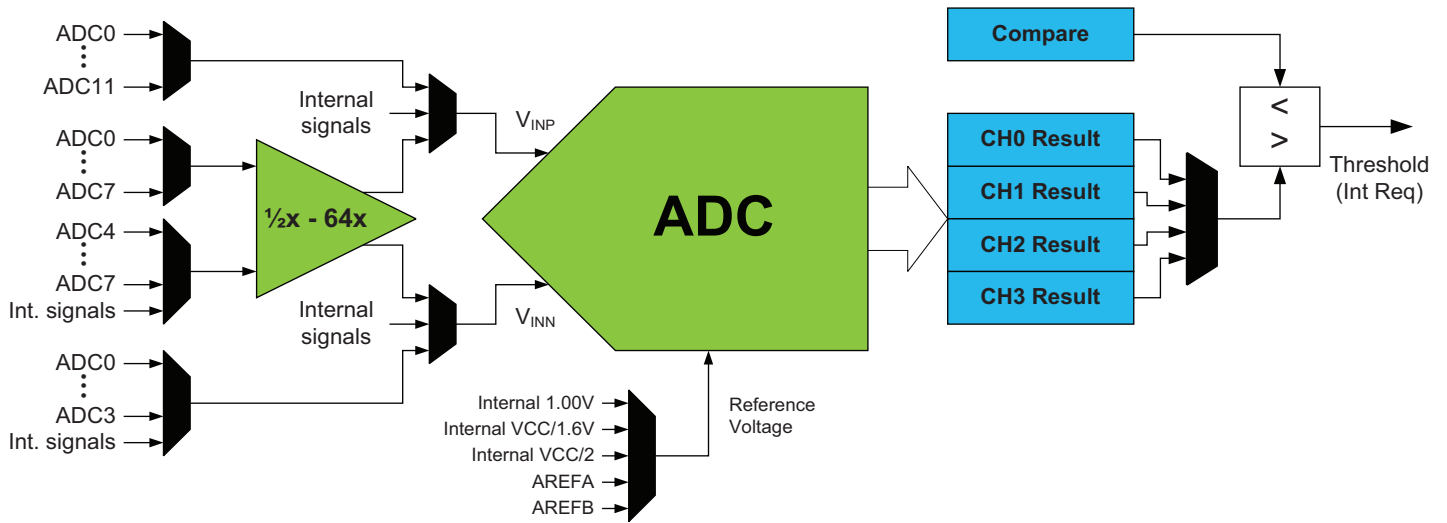 ADC0
ADC11
Internal
signals
ADC0
ADC7
½x - 64x
ADC4
ADC7
Int. signals
Internal
signals
ADC0
ADC3
Int. signals
VINP
VINN
ADC
Internal 1.00V
Internal VCC/1.6V
Internal VCC/2
AREFA
AREFB
Reference
Voltage
Compare
CH0 Result
CH1 Result
CH2 Result
CH3 Result
<
>
Threshold
(Int Req)